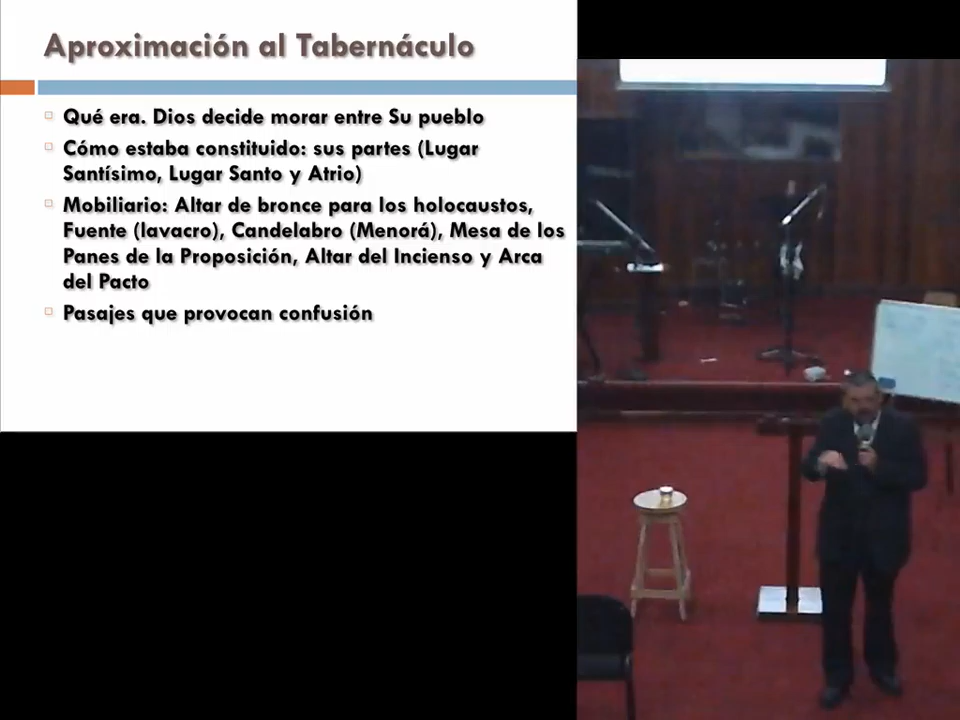 Aproximación al Tabernáculo
Qué era. Dios decide morar entre Su pueblo
Cómo estaba constituido: sus partes (Lugar
Santísimo, Lugar Santo y Atrio)
Mobiliario: Altar de bronce para los holocaustos,
Fuente (lavacro), Candelabro (Menorá), Mesa de los
Panes de la Proposición, Altar del Incienso y Arca
del Pacto
Pasajes que provocan confusión